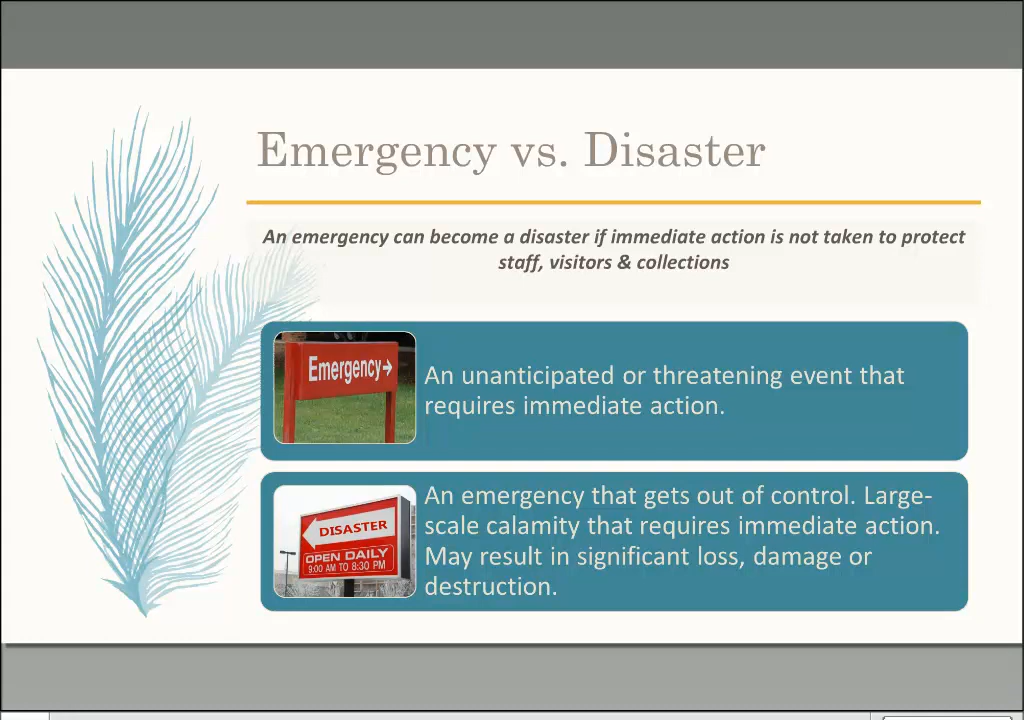 Emergency vs. Disaster
An emergency can become a disaster if immediate action is not taken to protect
staff, visitors & collections
Emergency→
An unanticipated or threatening event that
requires immediate action.
DISASTER
OPEN DAILY
9:00 AM TO 8:30 PM
An emergency that gets out of control. Large-
scale calamity that requires immediate action.
May result in significant loss, damage or
destruction.